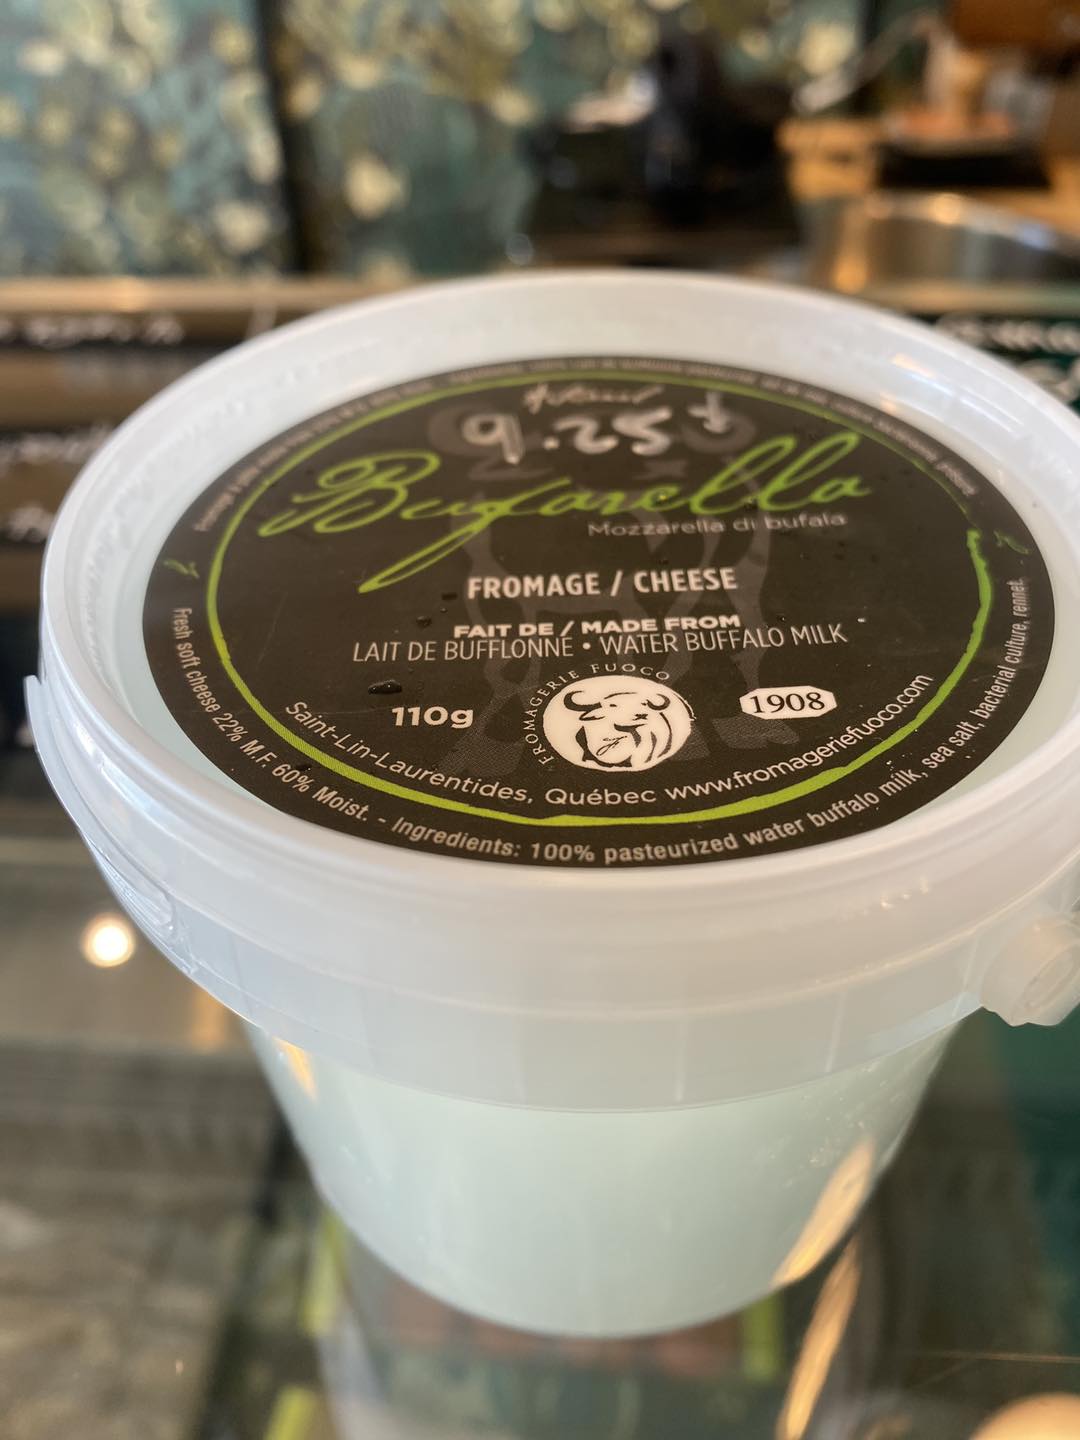 9.25 $
Bufarella
Mozzarella di bufala
FROMAGE / CHEESE
FAIT DE / MADE FROM
LAIT DE BUFFLONNE • WATER BUFFALO MILK
110g
FROMAGERIE FUOCO
1908
Saint-Lin-Laurentides, Québec www.fromageriefuoco.com
Fresh soft cheese 22% M.F. 60% Moist. - Ingredients: 100% pasteurized water buffalo milk, sea salt, bacterial culture, rennet.